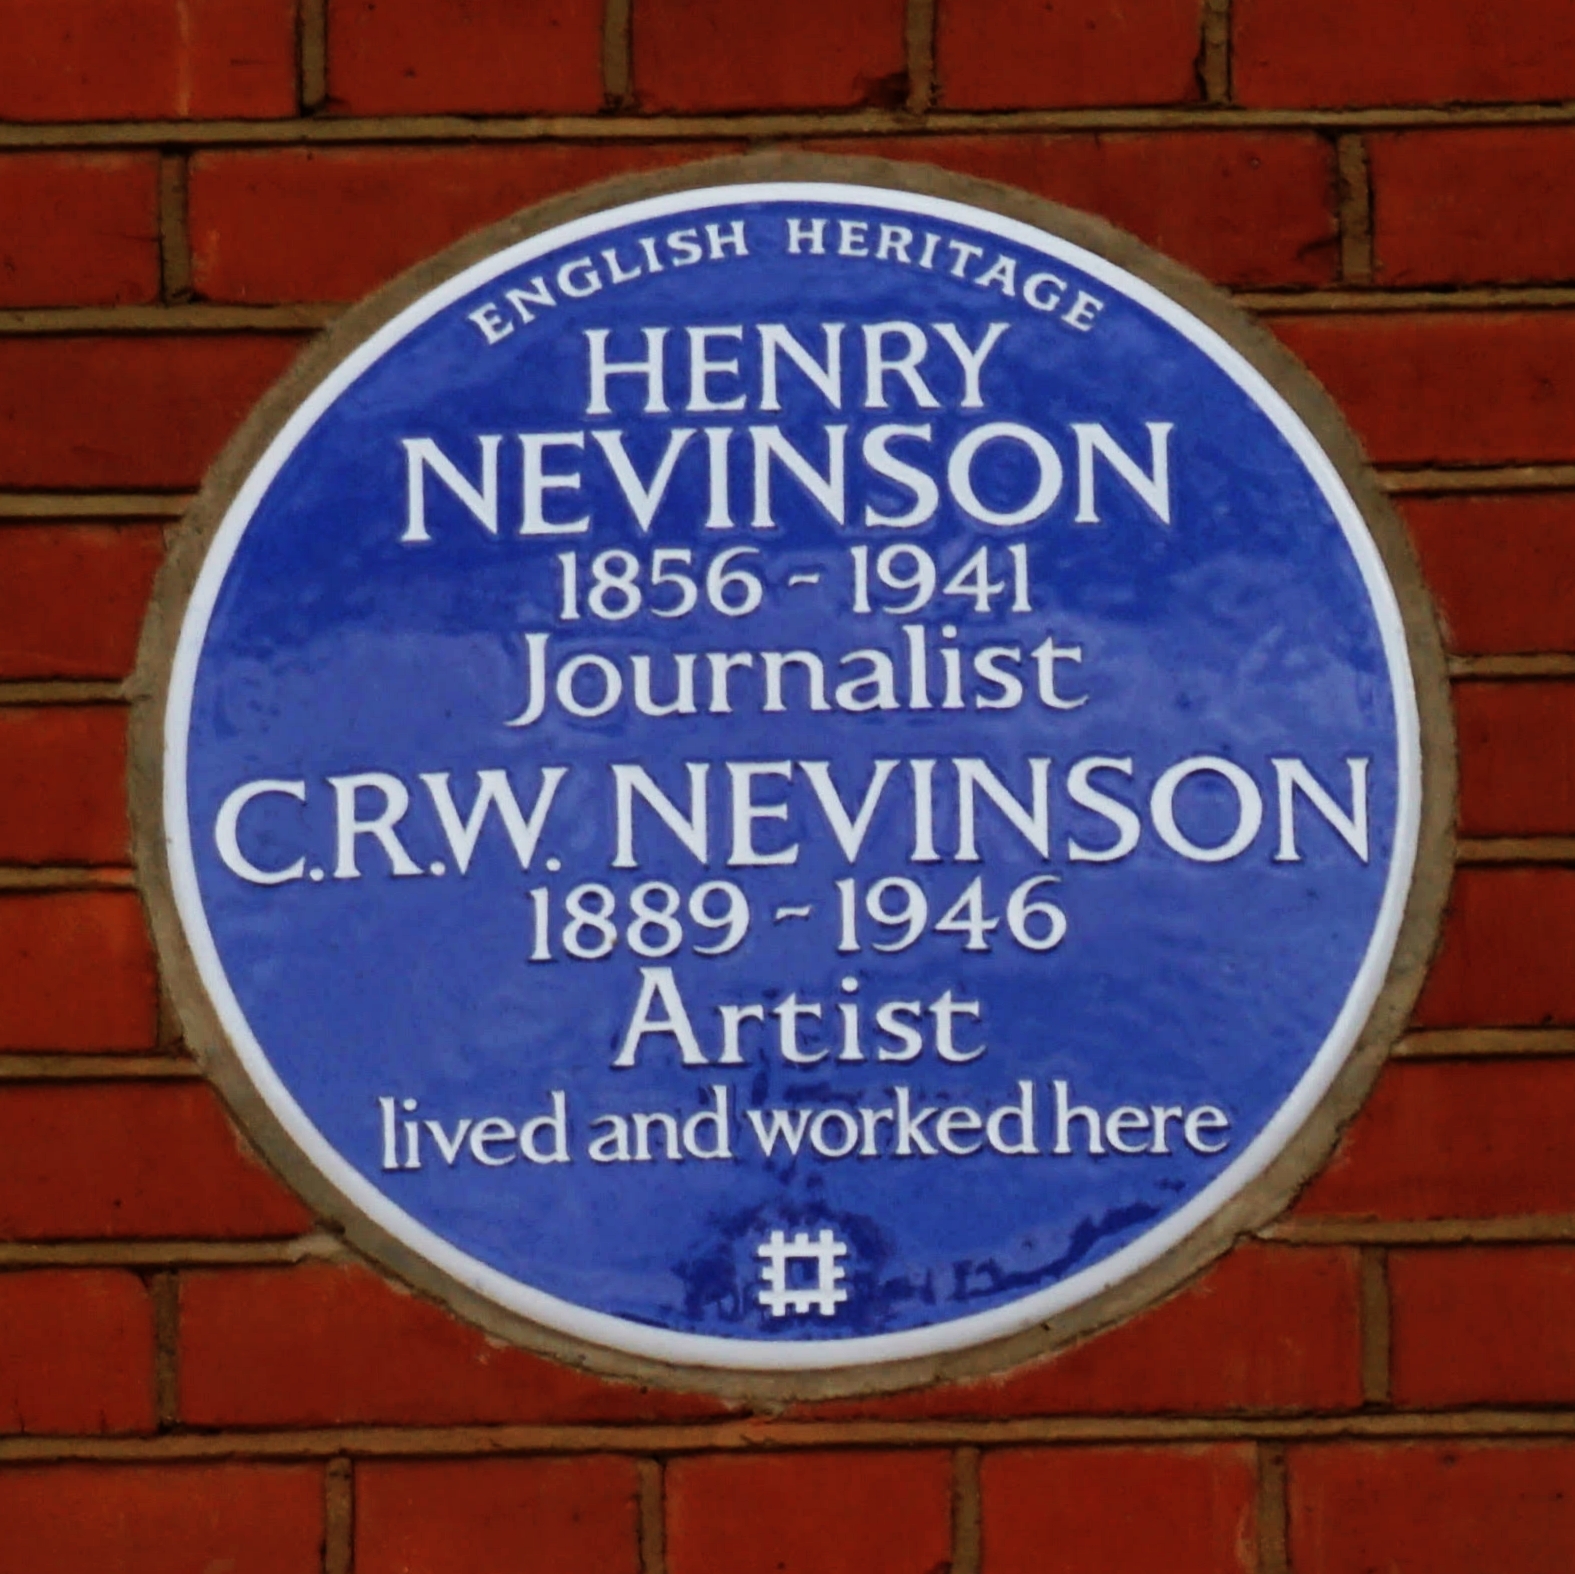 ENGLISH HERITAGE
HENRY
NEVINSON
1856 - 1941
Journalist
C.R.W. NEVINSON
1889 - 1946
Artist
lived and worked here